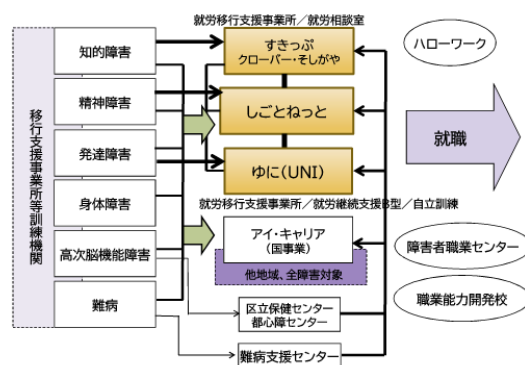 就労移行支援事業所/就労相談室
知的障害
すきっぷ
クローバー・そしがや
ハローワーク
精神障害
しごとねっと
発達障害
就職
ゆに(UNI)
移行支援事業所等訓練機関
身体障害
就労移行支援事業所/就労継続支援B型/自立訓練
アイ・キャリア
(国事業)
高次脳機能障害
他地域、全障害対象
障害者職業センター
難病
区立保健センター
都心障センター
職業能力開発校
難病支援センター